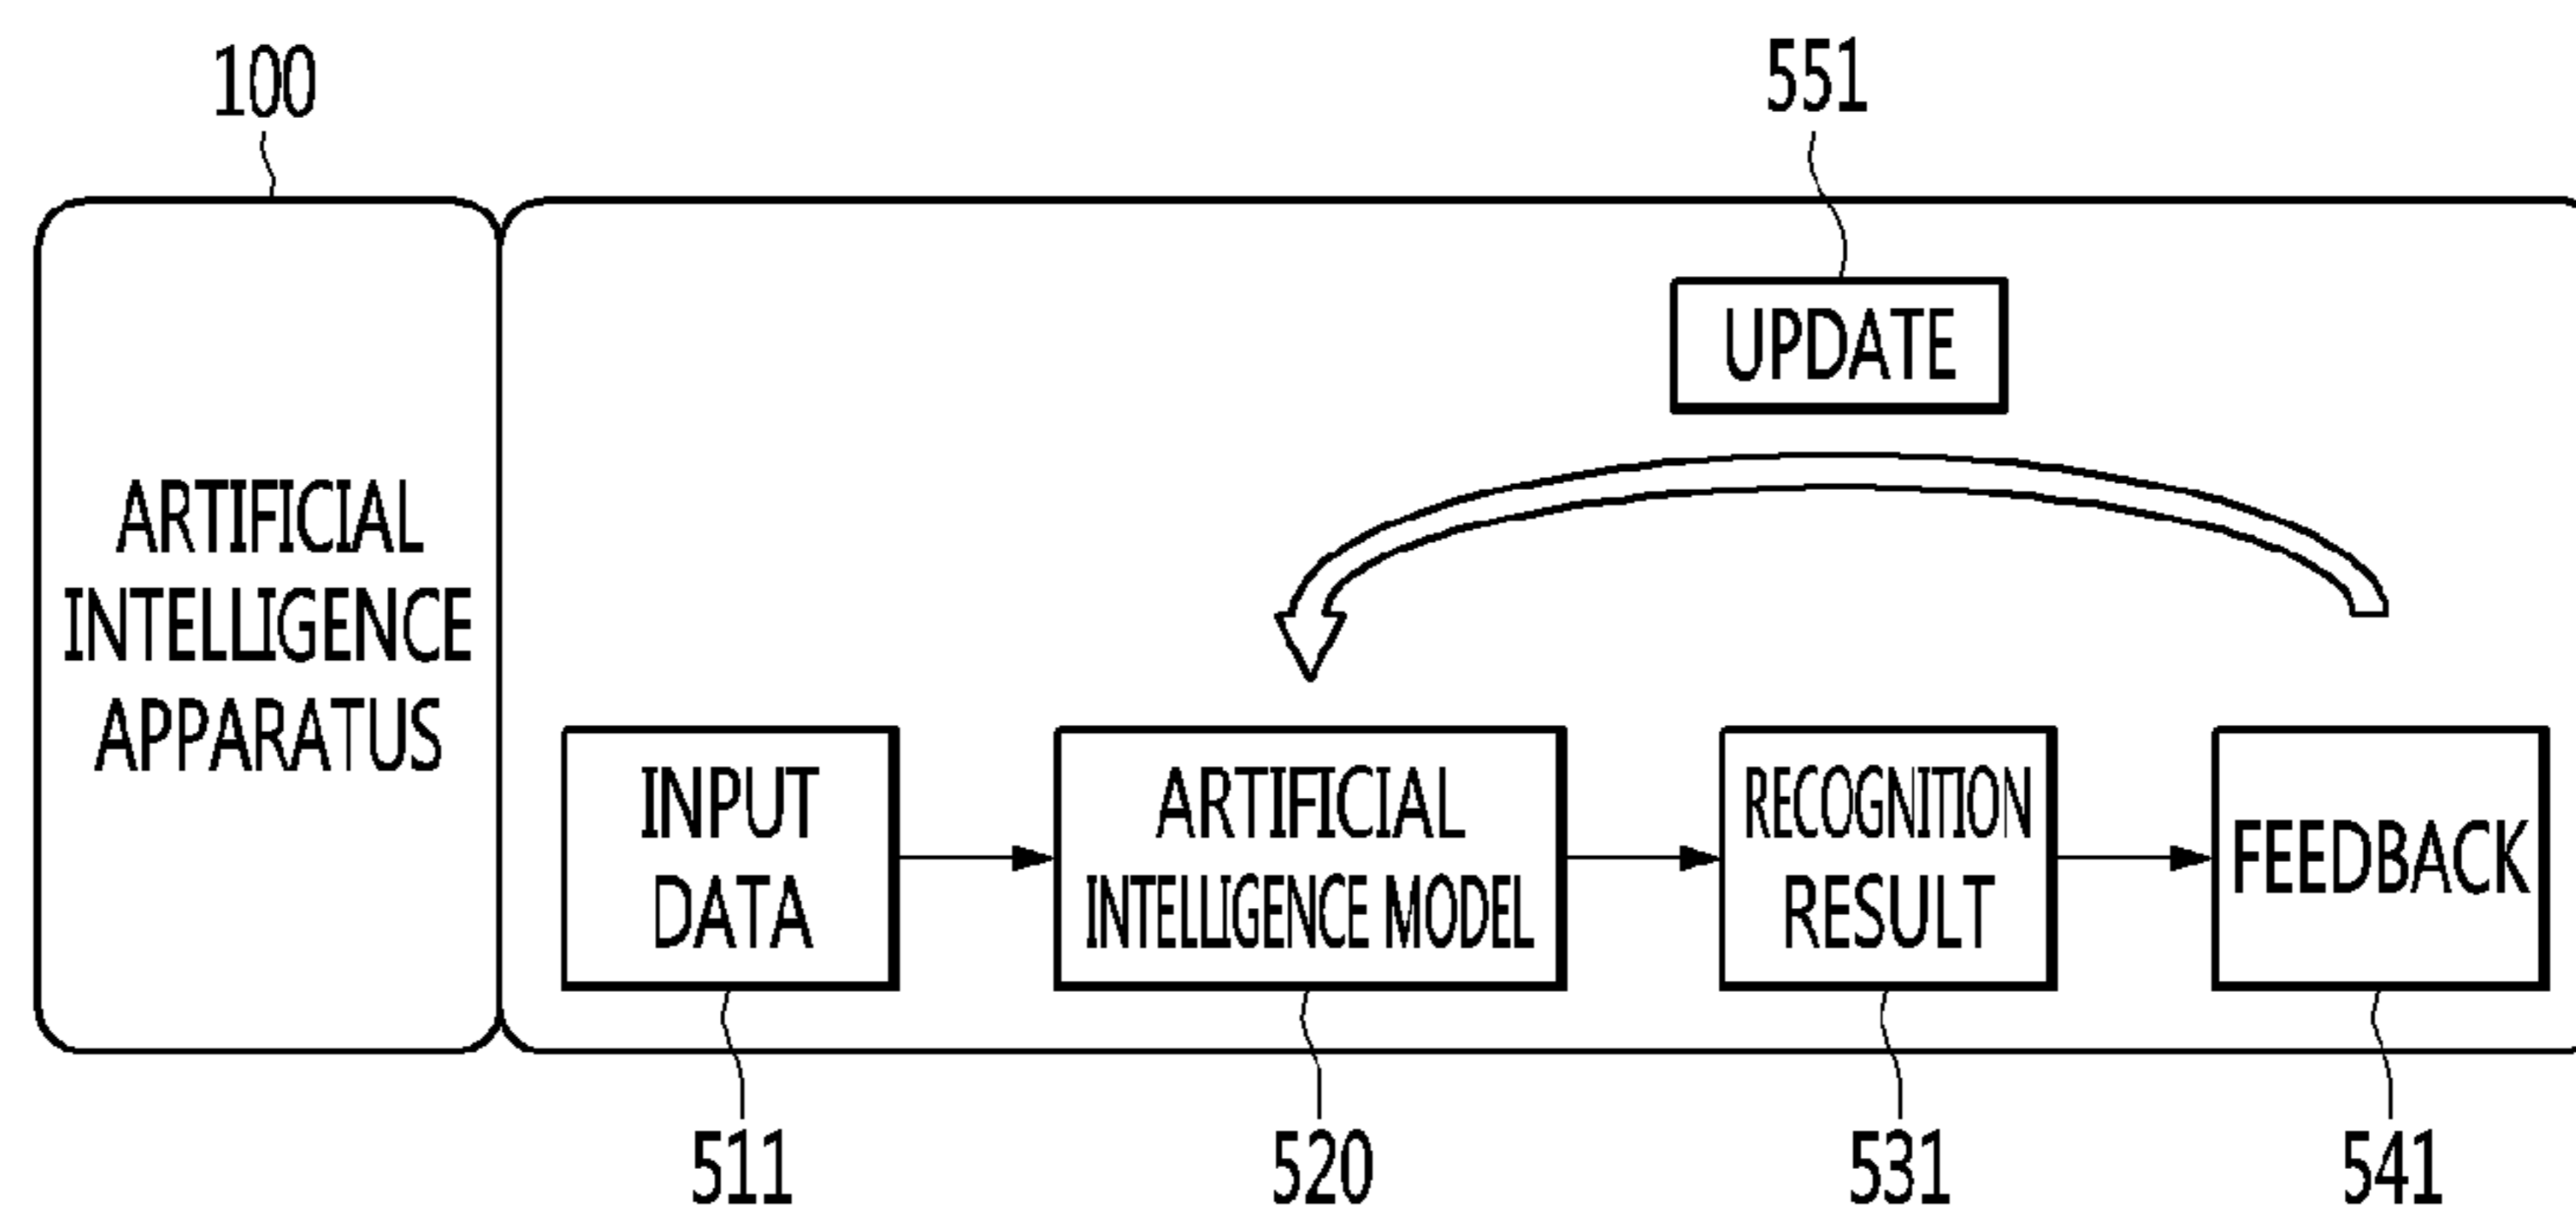 100
551
UPDATE
ARTIFICIAL
INTELLIGENCE
APPARATUS
INPUT
DATA
ARTIFICIAL
INTELLIGENCE MODEL
RECOGNITION
RESULT
FEEDBACK
511
520
531
541